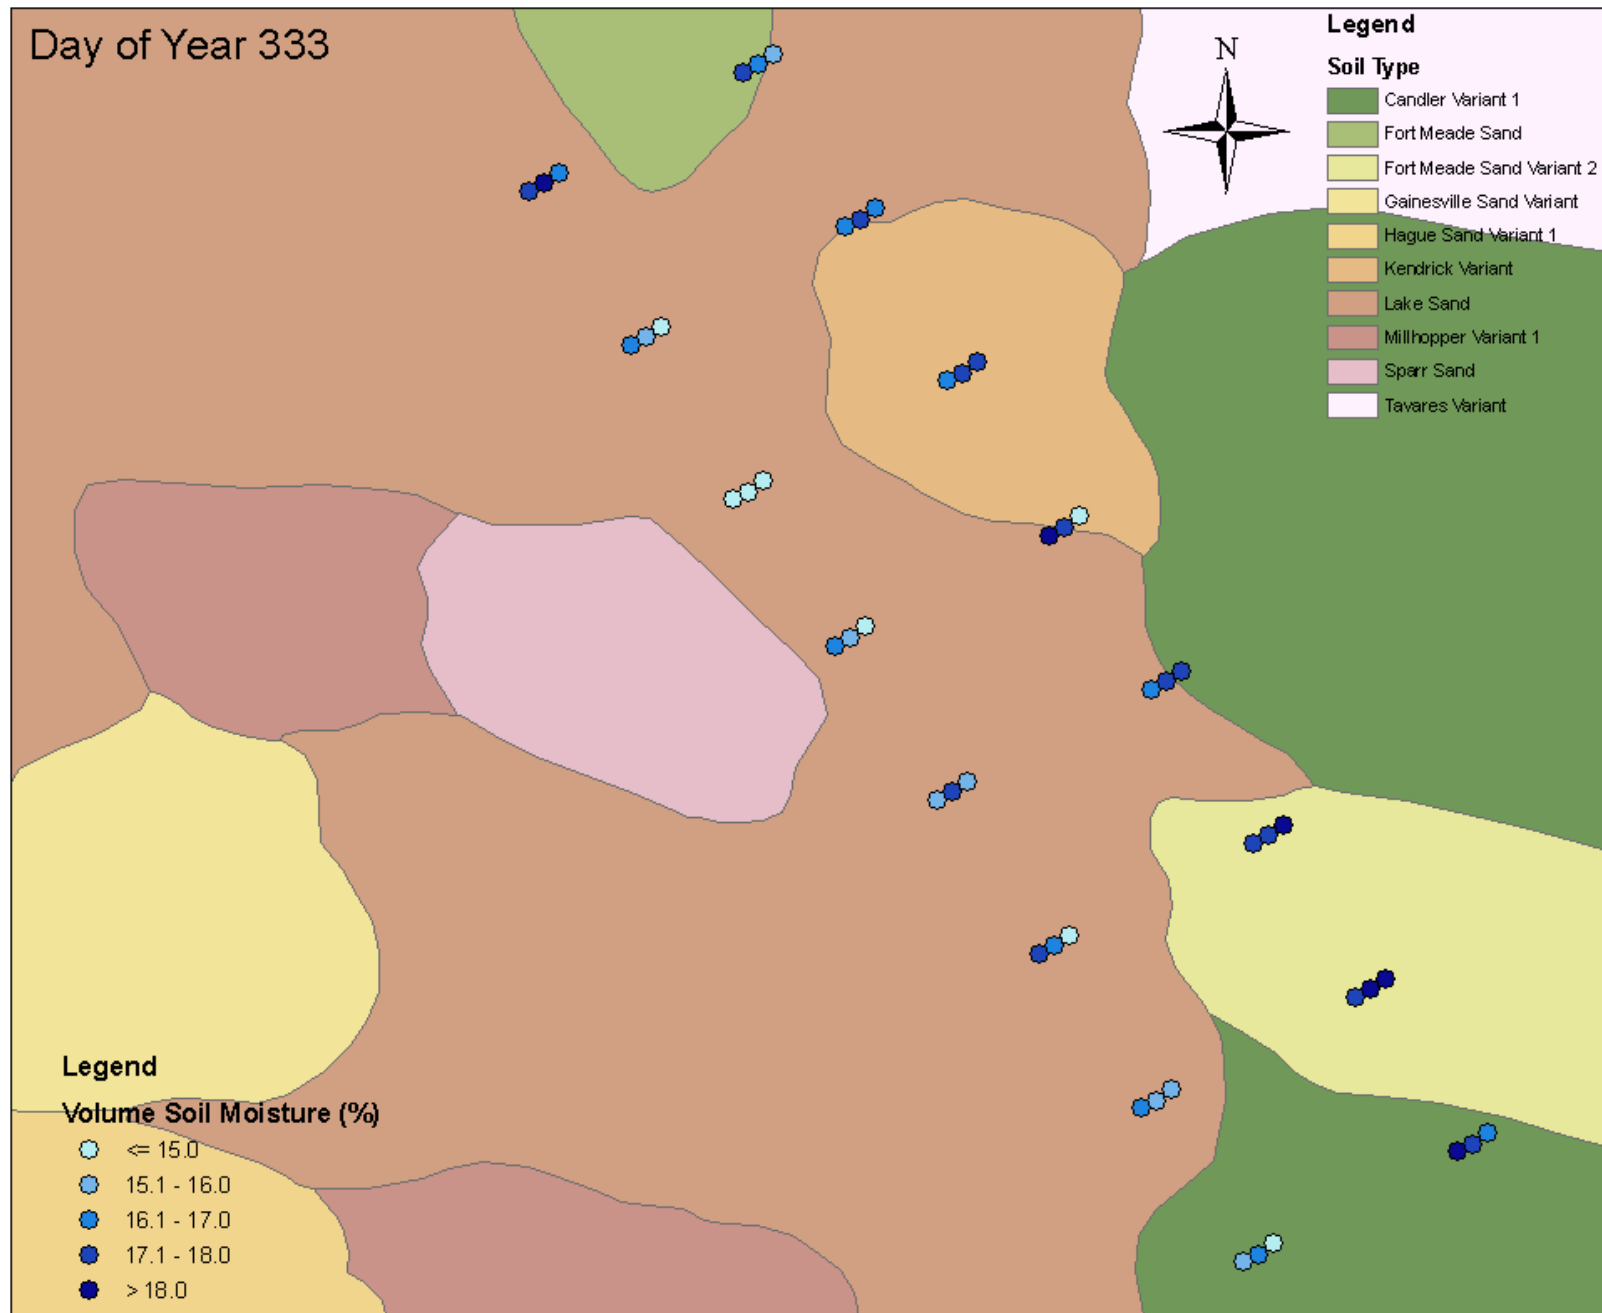 Day of Year 333
N
Legend
Soil Type
Candler Variant 1
Fort Meade Sand
Fort Meade Sand Variant 2
Gainesville Sand Variant
Hague Sand Variant 1
Kendrick Variant
Lake Sand
Millhopper Variant 1
Sparr Sand
Tavares Variant
Legend
Volume Soil Moisture (%)
<= 15.0
15.1 - 16.0
16.1 - 17.0
17.1 - 18.0
> 18.0